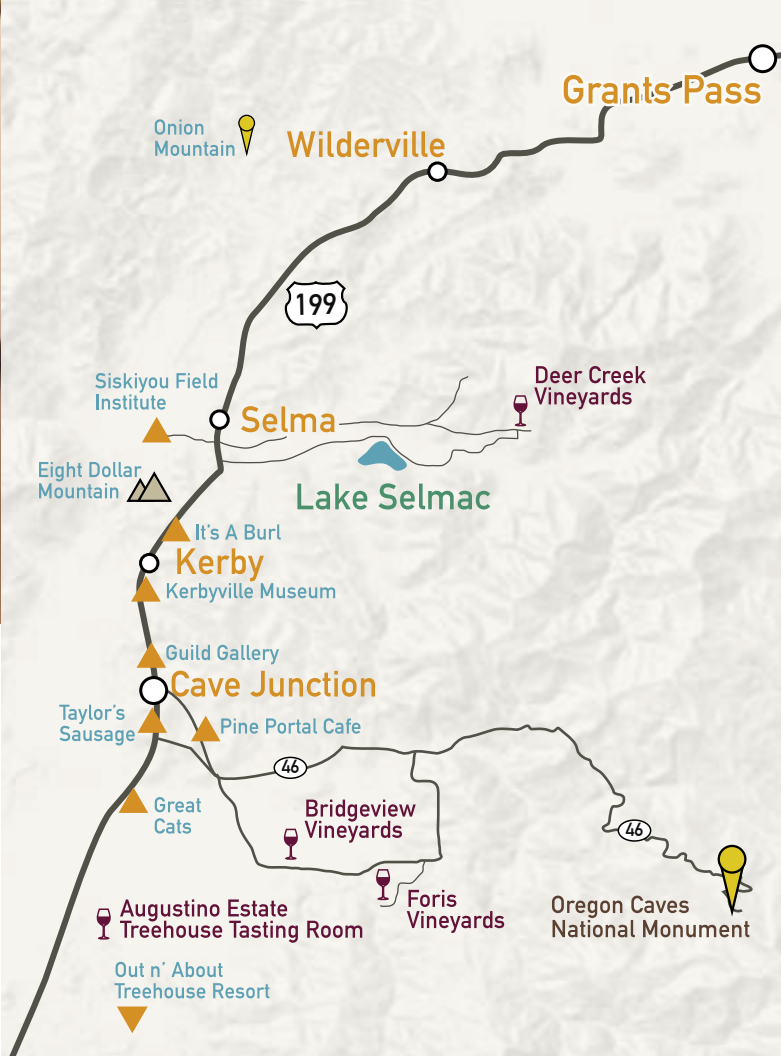 Grants Pass
Onion
Mountain
Wilderville
199
Siskiyou Field
Institute
Deer Creek
Vineyards
Selma
Eight Dollar
Mountain
Lake Selmac
It's A Burl
Kerby
Kerbyville Museum
Guild Gallery
Cave Junction
Taylor's
Sausage
Pine Portal Cafe
46
Great
Cats
Bridgeview
Vineyards
46
Foris
Vineyards
Oregon Caves
National Monument
Augustino Estate
Treehouse Tasting Room
Out n' About
Treehouse Resort